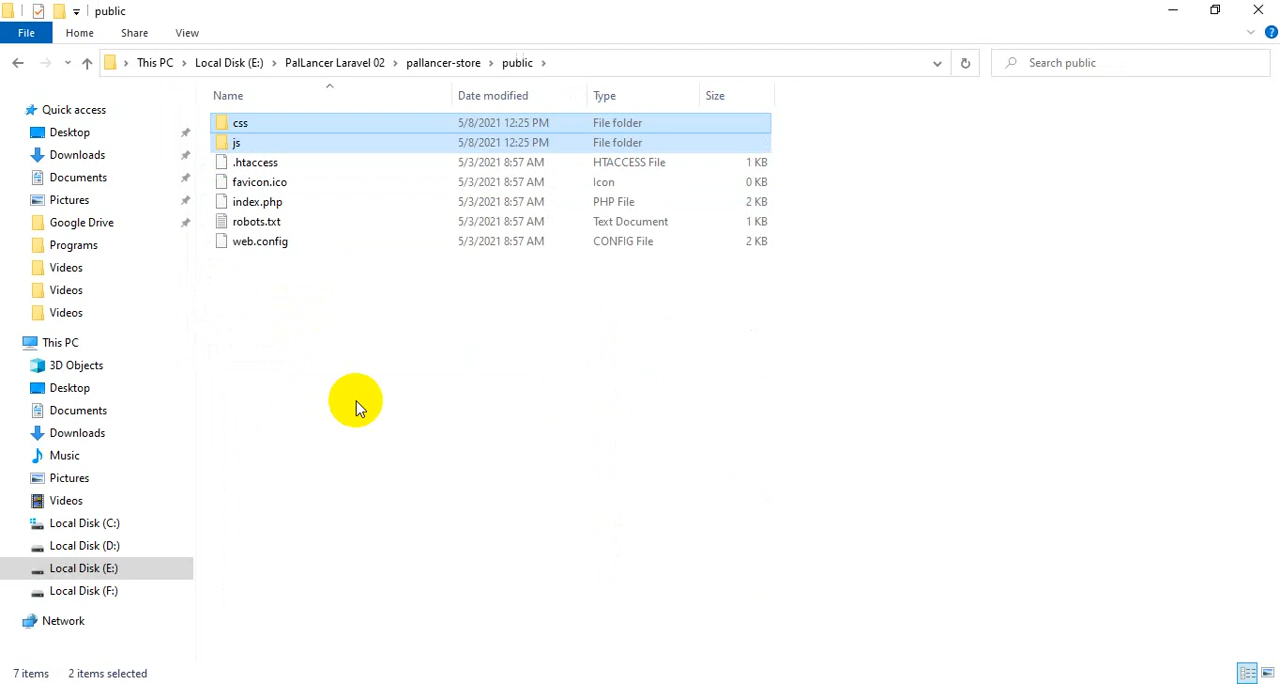 public
File Home Share View
This PC Local Disk (E:) PalLancer Laravel 02 pallancer-store public Search public
Name Date modified Type Size
css 5/8/2021 12:25 PM File folder
js 5/8/2021 12:25 PM File folder
.htaccess 5/3/2021 8:57 AM HTACCESS File 1 KB
favicon.ico 5/3/2021 8:57 AM Icon 0 KB
index.php 5/3/2021 8:57 AM PHP File 2 KB
robots.txt 5/3/2021 8:57 AM Text Document 1 KB
web.config 5/3/2021 8:57 AM CONFIG File 2 KB
Quick access
Desktop
Downloads
Documents
Pictures
Google Drive
Programs
Videos
Videos
Videos
This PC
3D Objects
Desktop
Documents
Downloads
Music
Pictures
Videos
Local Disk (C:)
Local Disk (D:)
Local Disk (E:)
Local Disk (F:)
Network
7 items 2 items selected